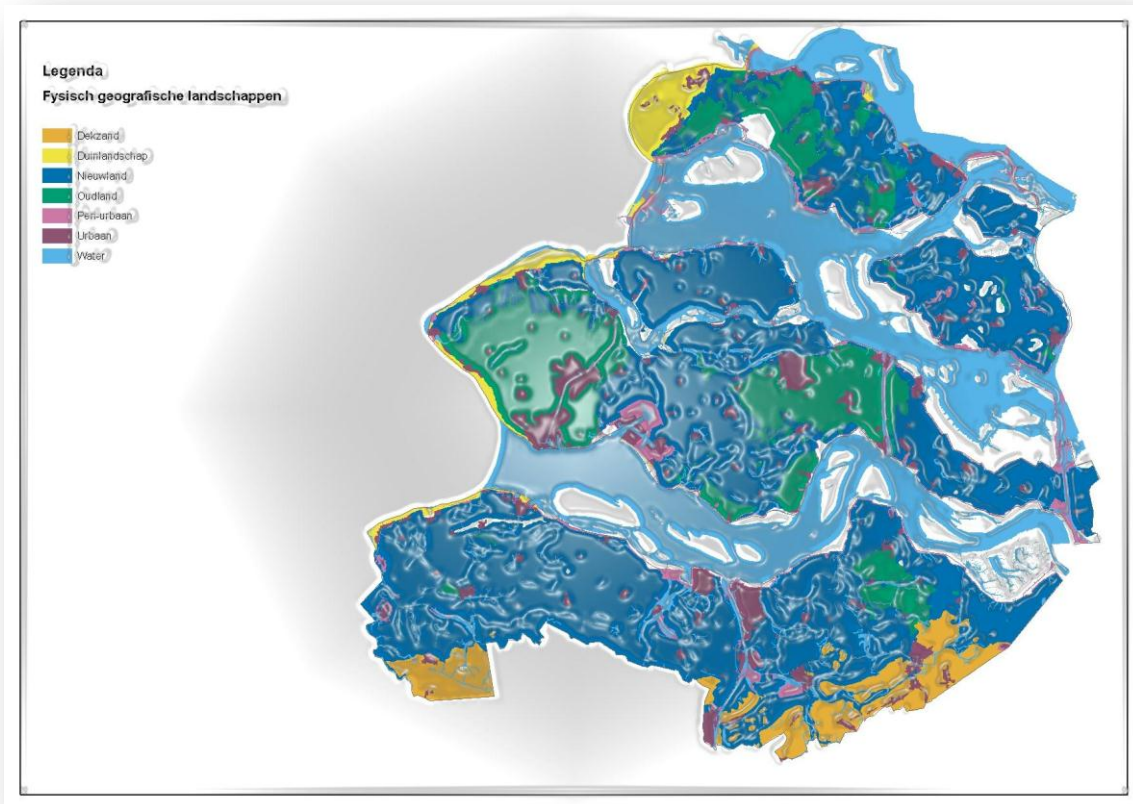 Legenda
Fysisch geografische landschappen
Dekzand
Duinlandschap
Nieuwland
Oudland
Peri-urbaan
Urbaan
Water